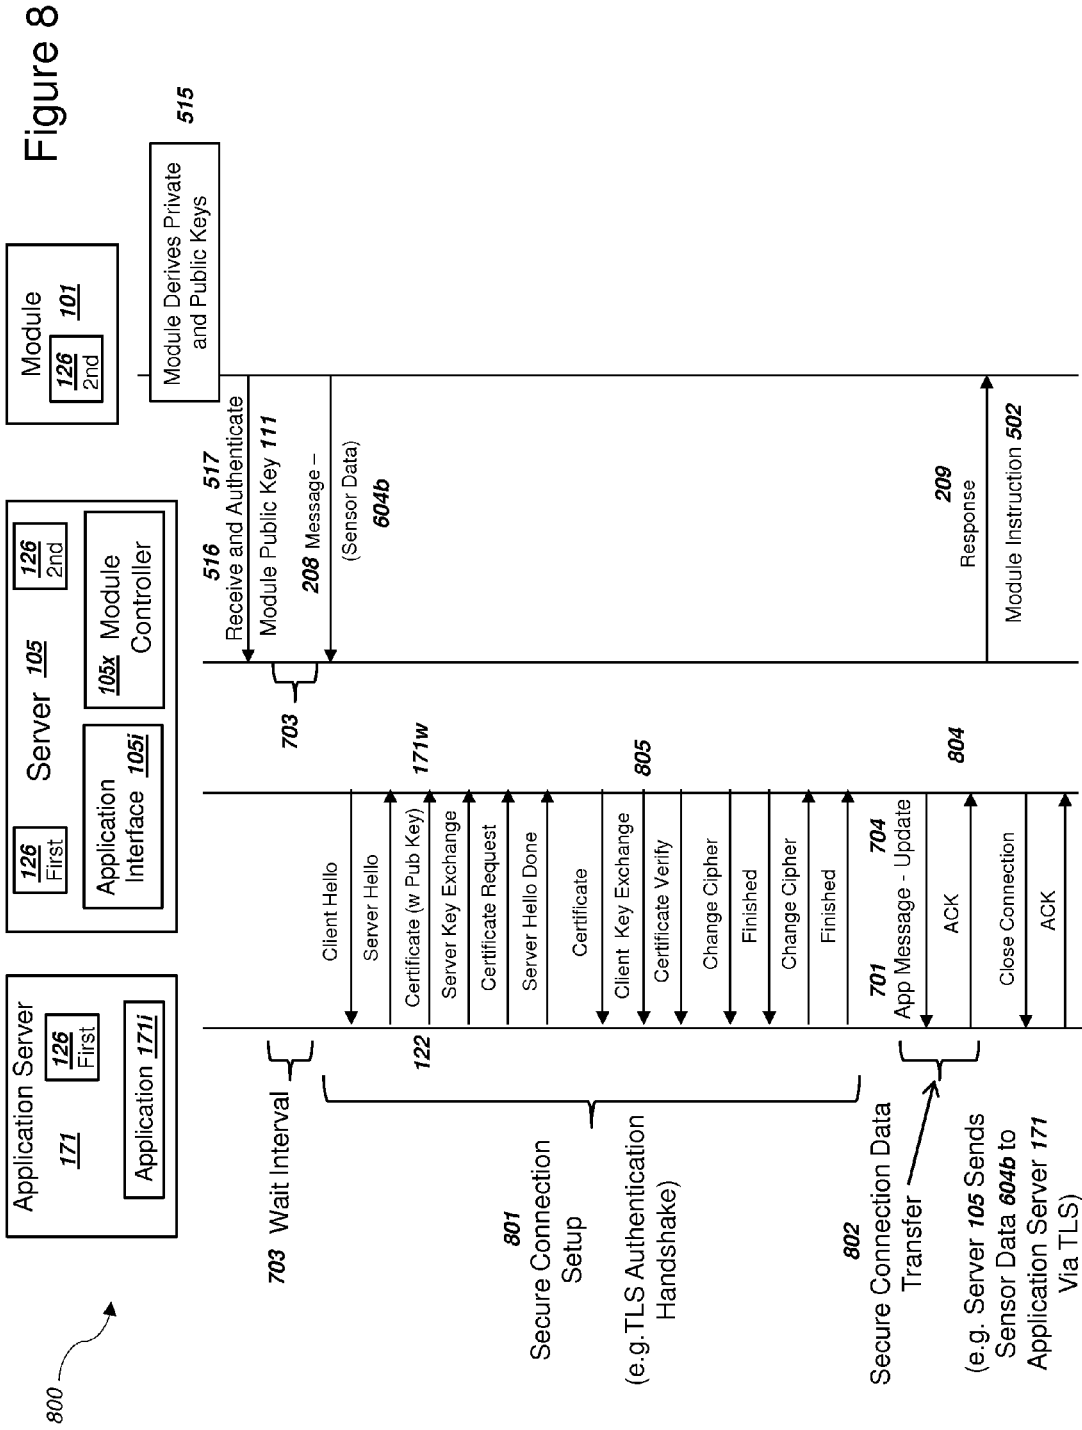 Figure 8
800
Application Server
171
126
First
Application 171i
Server 105
126
First
126
2nd
Application
Interface 105i
105x Module
Controller
Module
101
126
2nd
Module Derives Private
and Public Keys
515
516 517
Receive and Authenticate
Module Public Key 111
703 Wait Interval
703
208 Message –
(Sensor Data)
604b
801
Secure Connection
Setup
(e.g.TLS Authentication
Handshake)
Client Hello
Server Hello
Certificate (w Pub Key)
122
171w
Server Key Exchange
Certificate Request
Server Hello Done
Certificate
Client Key Exchange
805
Certificate Verify
Change Cipher
Finished
Change Cipher
Finished
802
Secure Connection Data
Transfer
(e.g. Server 105 Sends
Sensor Data 604b to
Application Server 171
Via TLS)
701 704
App Message - Update
ACK
804
Close Connection
ACK
209
Response
Module Instruction 502